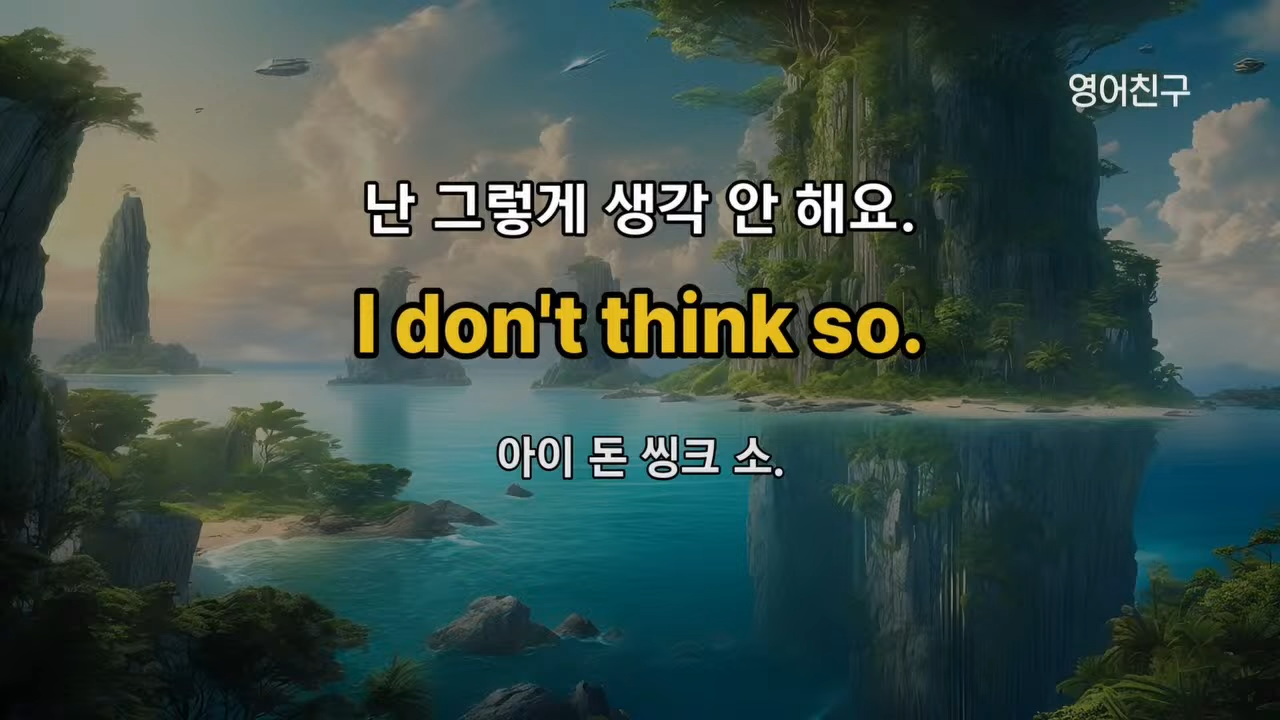 영어친구
난 그렇게 생각 안 해요.
I don't think so.
아이 돈 씽크 소.